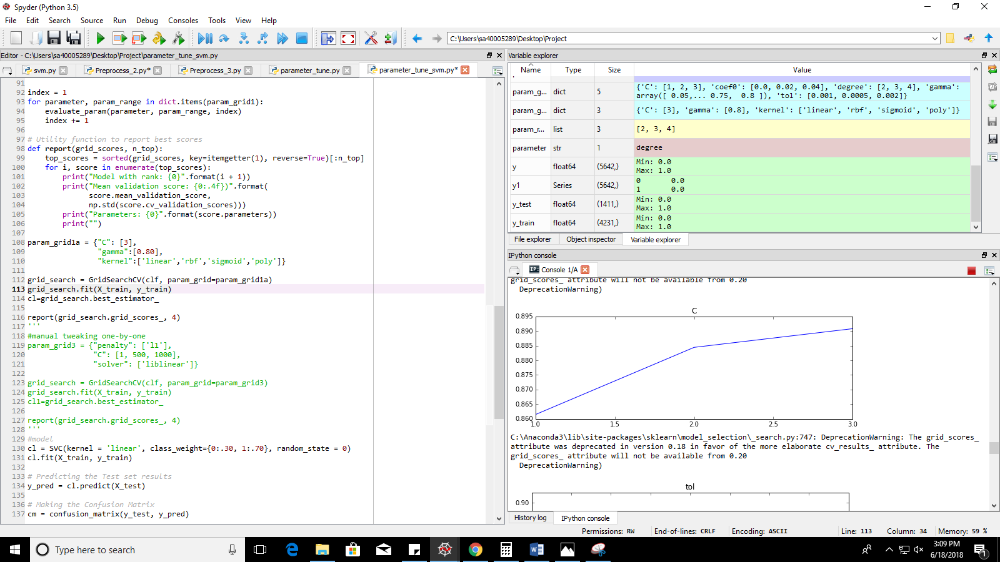 Spyder (Python 3.5)
File Edit Search Source Run Debug Consoles Tools View Help
C:\Users\sa40005289\Desktop\Project
Editor - C:\Users\sa40005289\Desktop\Project\parameter_tune_svm.py
svm.py Preprocess_2.py* Preprocess_3.py parameter_tune.py parameter_tune_svm.py*
91
92 index = 1
93 for parameter, param_range in dict.items(param_grid1):
94     evaluate_param(parameter, param_range, index)
95     index += 1
96
97 # Utility function to report best scores
98 def report(grid_scores, n_top):
99     top_scores = sorted(grid_scores, key=itemgetter(1), reverse=True)[:n_top]
100     for i, score in enumerate(top_scores):
101         print("Model with rank: {0}".format(i + 1))
102         print("Mean validation score: {0:.4f})".format(
103               score.mean_validation_score,
104               np.std(score.cv_validation_scores)))
105         print("Parameters: {0}".format(score.parameters))
106         print("")
107
108 param_grid1a = {"C": [3],
109                 "gamma":[0.80],
110                 "kernel":['linear','rbf','sigmoid','poly']}
111
112 grid_search = GridSearchCV(clf, param_grid=param_grid1a)
113 grid_search.fit(X_train, y_train)
114 cl=grid_search.best_estimator_
115
116 report(grid_search.grid_scores_, 4)
117 '''
118 #manual tweaking one-by-one
119 param_grid3 = {"penalty": ['l1'],
120                "C": [1, 500, 1000],
121                "solver": ['liblinear']}
122
123 grid_search = GridSearchCV(clf, param_grid=param_grid3)
124 grid_search.fit(X_train, y_train)
125 cl1=grid_search.best_estimator_
126
127 report(grid_search.grid_scores_, 4)
128 '''
129 #model
130 cl = SVC(kernel = 'linear', class_weight={0:.30, 1:.70}, random_state = 0)
131 cl.fit(X_train, y_train)
132
133 # Predicting the Test set results
134 y_pred = cl.predict(X_test)
135
136 # Making the Confusion Matrix
137 cm = confusion_matrix(y_test, y_pred)
Variable explorer
Name Type Size Value
param_g... dict 5 {'C': [1, 2, 3], 'coef0': [0.0, 0.02, 0.04], 'degree': [2, 3, 4], 'gamma':
array([ 0.05,... 0.75,  0.8 ]), 'tol': [0.001, 0.0005, 0.002]}
param_g... dict 3 {'C': [3], 'gamma': [0.8], 'kernel': ['linear', 'rbf', 'sigmoid', 'poly']}
param_r... list 3 [2, 3, 4]
parameter str 1 degree
y float64 (5642,) Min: 0.0
Max: 1.0
y1 Series (5642,) 0 0.0
1 0.0
y_test float64 (1411,) Min: 0.0
Max: 1.0
y_train float64 (4231,) Min: 0.0
Max: 1.0
File explorer Object inspector Variable explorer
IPython console
IP: Console 1/A
grid_scores_ attribute will not be available from 0.20
DeprecationWarning)
C
0.895
0.890
0.885
0.880
0.875
0.870
0.865
0.860
1.0 1.5 2.0 2.5 3.0
C:\Anaconda3\lib\site-packages\sklearn\model_selection\_search.py:747: DeprecationWarning: The grid_scores_
attribute was deprecated in version 0.18 in favor of the more elaborate cv_results_ attribute. The
grid_scores_ attribute will not be available from 0.20
DeprecationWarning)
tol
0.90
History log IPython console
Permissions: RW End-of-lines: CRLF Encoding: ASCII Line: 113 Column: 34 Memory: 59 %
Type here to search
3:09 PM
6/18/2018
1